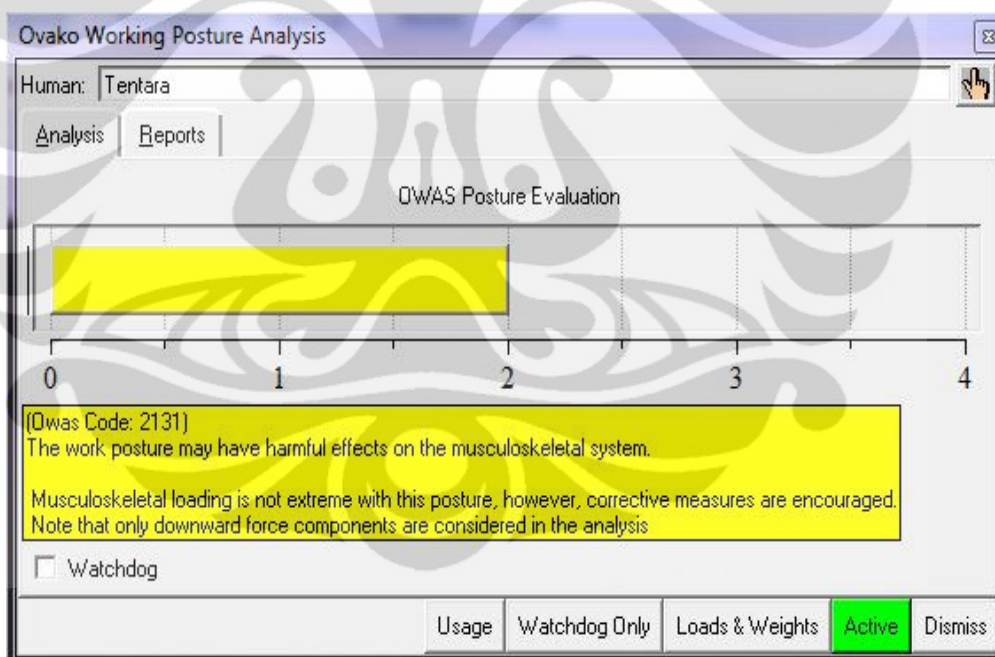 Ovako Working Posture Analysis
Human: Tentara
Analysis Reports
OWAS Posture Evaluation
0 1 2 3 4
(Owas Code: 2131)
The work posture may have harmful effects on the musculoskeletal system.
Musculoskeletal loading is not extreme with this posture, however, corrective measures are encouraged.
Note that only downward force components are considered in the analysis
Watchdog
Usage Watchdog Only Loads & Weights Active Dismiss